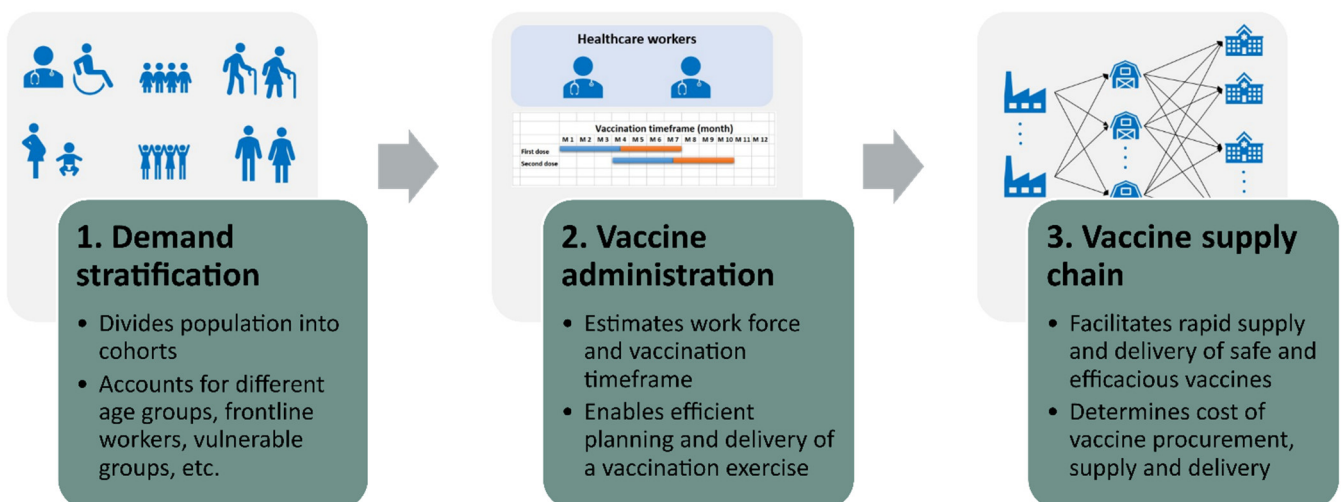 Healthcare workers
Vaccination timeframe (month)
M 1 M 2 M 3 M 4 M 5 M 6 M 7 M 8 M 9 M 10 M 11 M 12
First dose
Second dose
1. Demand
stratification
• Divides population into
cohorts
• Accounts for different
age groups, frontline
workers, vulnerable
groups, etc.
2. Vaccine
administration
• Estimates work force
and vaccination
timeframe
• Enables efficient
planning and delivery of
a vaccination exercise
3. Vaccine supply
chain
• Facilitates rapid supply
and delivery of safe and
efficacious vaccines
• Determines cost of
vaccine procurement,
supply and delivery